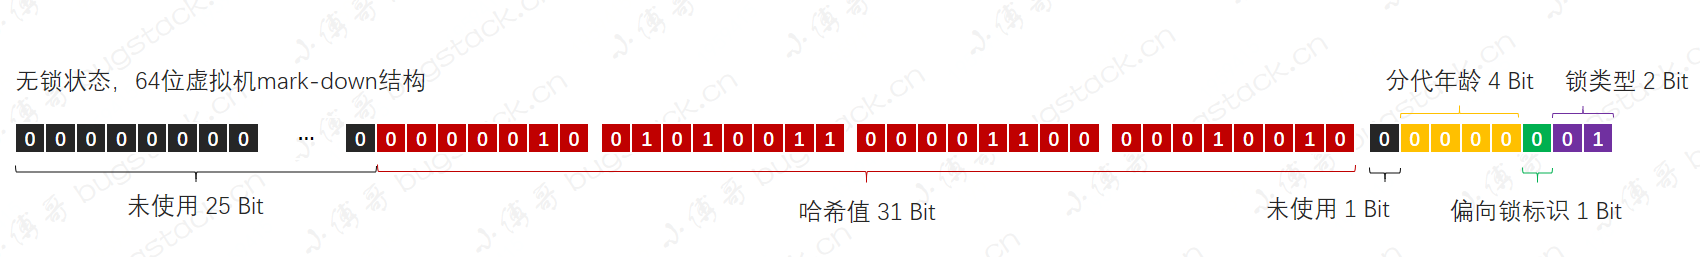 无锁状态，64位虚拟机mark-down结构
分代年龄 4 Bit
锁类型 2 Bit
0 0 0 0 0 0 0 0 ... 0 0 0 0 0 0 1 0 0 1 0 1 0 0 1 1 0 0 0 0 1 1 0 0 0 0 0 1 0 0 1 0 0 0 0 0 0 0 0 1
未使用 25 Bit
哈希值 31 Bit
未使用 1 Bit
偏向锁标识 1 Bit
小傅哥 bugstack.cn